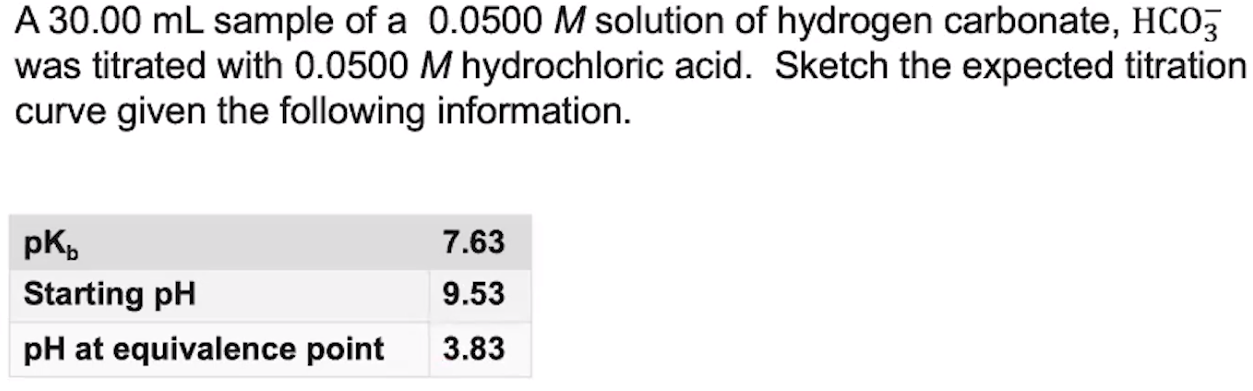 A 30.00 mL sample of a 0.0500 M solution of hydrogen carbonate, HCO₃⁻
was titrated with 0.0500 M hydrochloric acid. Sketch the expected titration
curve given the following information.
pK_b 7.63
Starting pH 9.53
pH at equivalence point 3.83